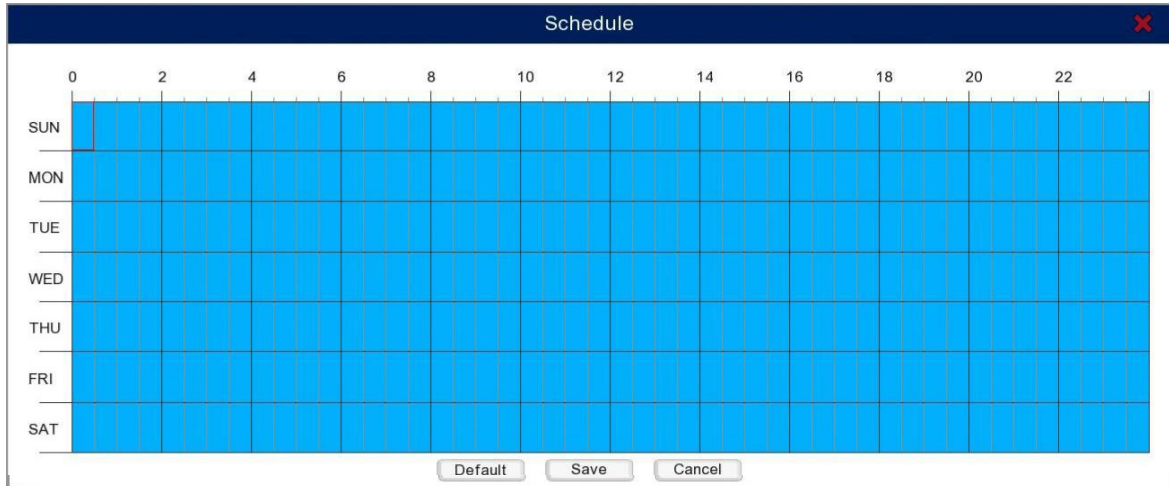 Schedule
0 2 4 6 8 10 12 14 16 18 20 22
SUN
MON
TUE
WED
THU
FRI
SAT
Default Save Cancel